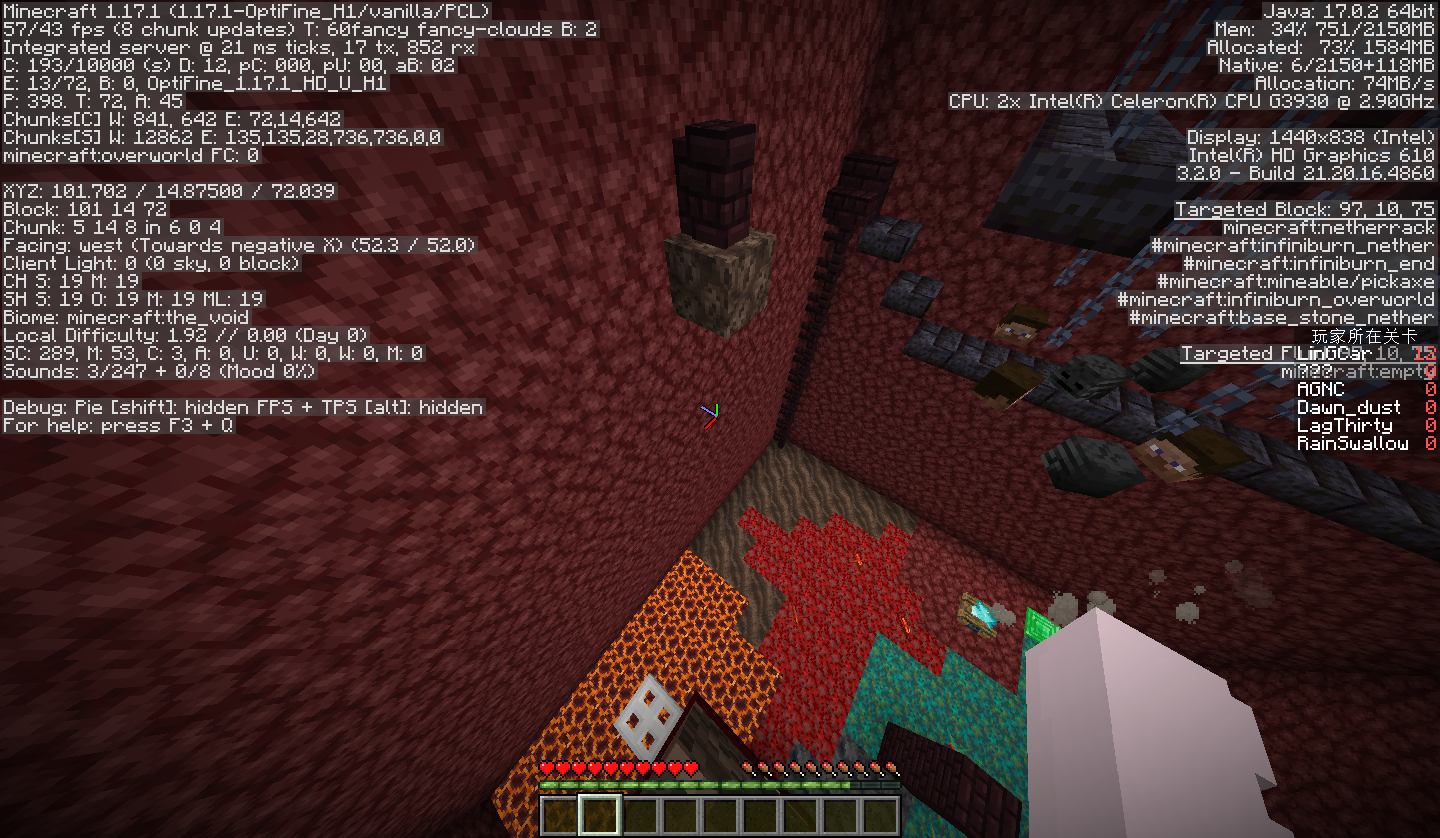 Minecraft 1.17.1 (1.17.1-OptiFine_H1/vanilla/PCL)
57/43 fps (8 chunk updates) T: 60fancy fancy-clouds B: 2
Integrated server @ 21 ms ticks, 17 tx, 852 rx
C: 193/10000 (s) D: 12, pC: 000, pU: 00, aB: 02
E: 13/72, B: 0, OptiFine_1.17.1_HD_U_H1
P: 398. T: 72, A: 45
Chunks[C] W: 841, 642 E: 72,14,642
Chunks[S] W: 12862 E: 135,135,28,736,736,0,0
minecraft:overworld FC: 0
XYZ: 101.702 / 14.87500 / 72.039
Block: 101 14 72
Chunk: 5 14 8 in 6 0 4
Facing: west (Towards negative X) (52.3 / 52.0)
Client Light: 0 (0 sky, 0 block)
CH S: 19 M: 19
SH S: 19 O: 19 M: 19 ML: 19
Biome: minecraft:the_void
Local Difficulty: 1.92 // 0.00 (Day 0)
SC: 289, M: 53, C: 3, A: 0, U: 0, W: 0, W: 0, M: 0
Sounds: 3/247 + 0/8 (Mood 0%)
Debug: Pie [shift]: hidden FPS + TPS [alt]: hidden
For help: press F3 + Q
Java: 17.0.2 64bit
Mem: 34% 751/2150MB
Allocated: 73% 1584MB
Native: 6/2150+118MB
Allocation: 74MB/s
CPU: 2x Intel(R) Celeron(R) CPU G3930 @ 2.90GHz
Display: 1440x838 (Intel)
Intel(R) HD Graphics 610
3.2.0 - Build 21.20.16.4860
Targeted Block: 97, 10, 75
minecraft:netherrack
#minecraft:infiniburn_nether
#minecraft:infiniburn_end
#minecraft:mineable/pickaxe
#minecraft:infiniburn_overworld
#minecraft:base_stone_nether
玩家所在关卡
Targeted 10,
minecraft:empty
??? 0
AGNC 0
Dawn_dust 0
LagThirty 0
RainSwallow 0